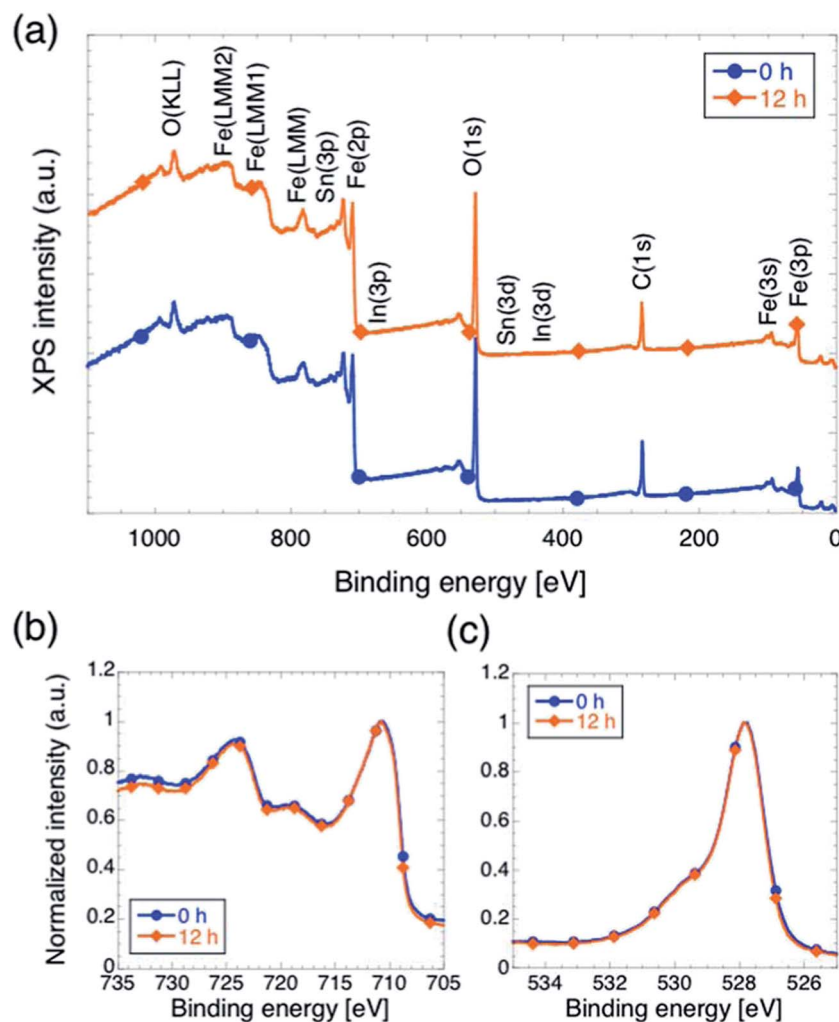 (a)
0 h
12 h
O(KLL)
Fe(LMM2)
Fe(LMM1)
Fe(LMM)
Sn(3p)
Fe(2p)
In(3p)
O(1s)
Sn(3d)
In(3d)
C(1s)
Fe(3s)
Fe(3p)
XPS intensity (a.u.)
1000 800 600 400 200 0
Binding energy [eV]
(b)
1.2
1
0.8
0.6
0.4
0.2
0
Normalized intensity (a.u.)
0 h
12 h
735 730 725 720 715 710 705
Binding energy [eV]
(c)
1.2
1
0.8
0.6
0.4
0.2
0
0 h
12 h
534 532 530 528 526
Binding energy [eV]